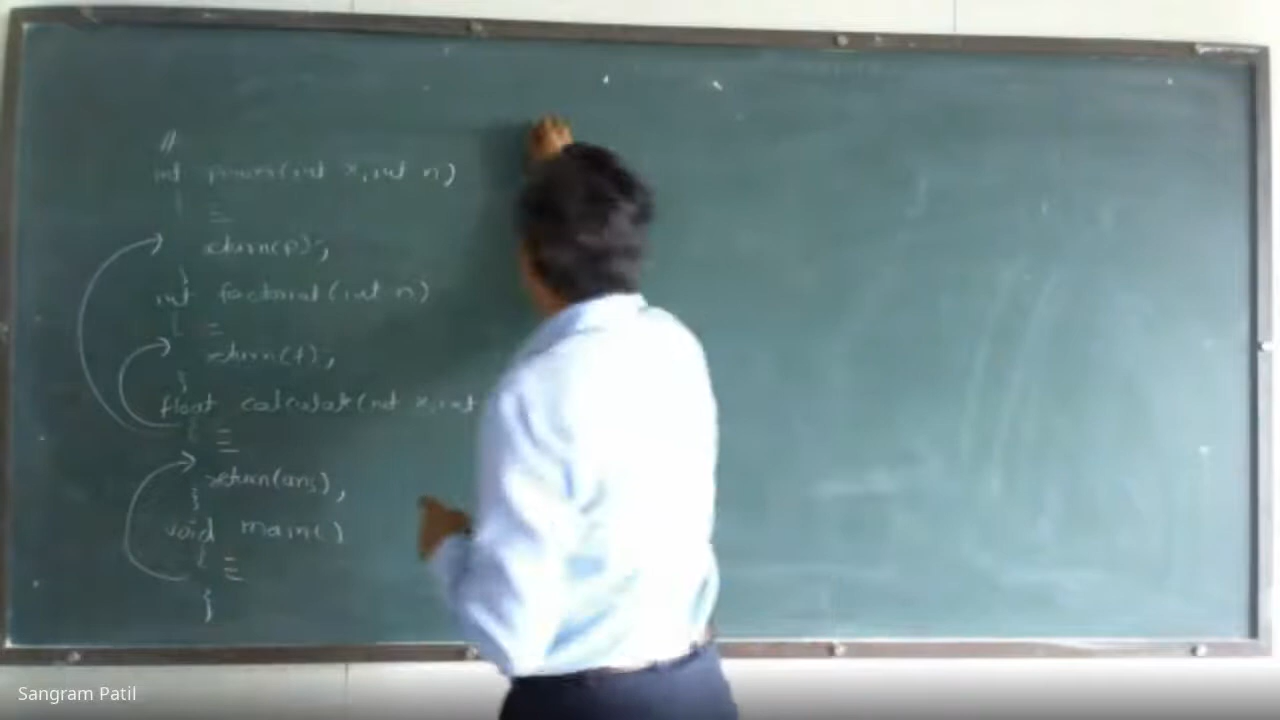 #
int power(int x, int n)
{
return(p);
}
int factorial(int n)
{
return(f);
}
float calculate(int x, int
{
return(ans);
}
void main()
{
}
Sangram Patil